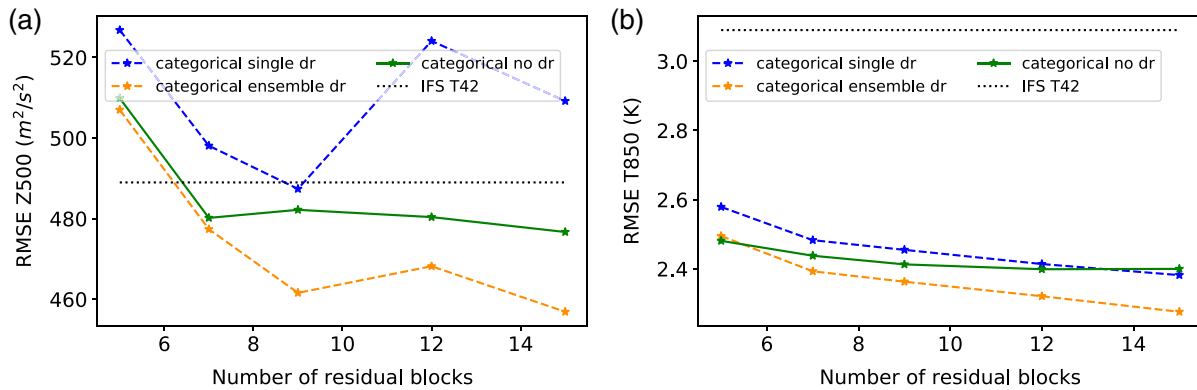 (a)
categorical single dr
categorical ensemble dr
categorical no dr
IFS T42
520
500
480
460
RMSE Z500 (m²/s²)
6 8 10 12 14
Number of residual blocks
(b)
categorical single dr
categorical ensemble dr
categorical no dr
IFS T42
3.0
2.8
2.6
2.4
RMSE T850 (K)
6 8 10 12 14
Number of residual blocks